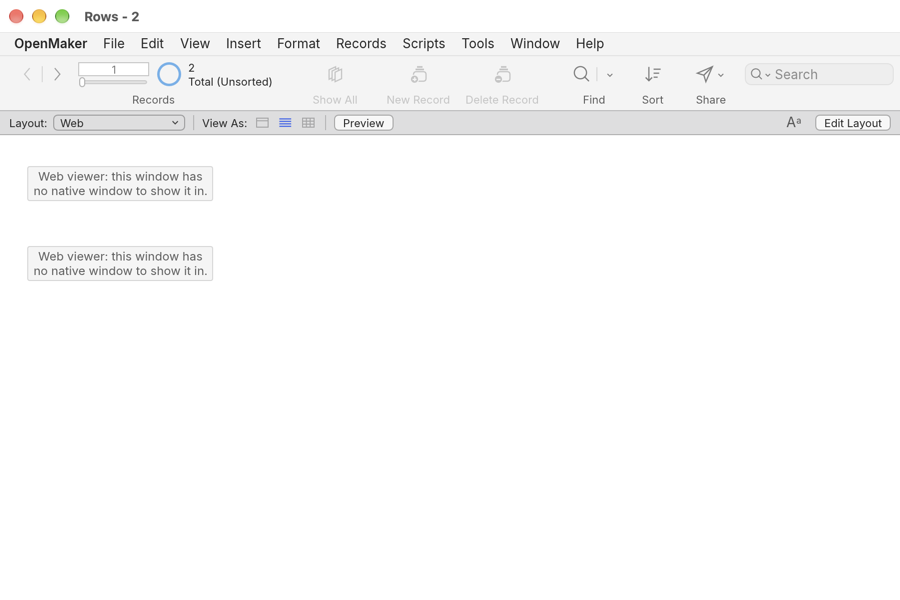 Rows - 2
OpenMaker File Edit View Insert Format Records Scripts Tools Window Help
1
2
Total (Unsorted)
Search
Records Show All New Record Delete Record Find Sort Share
Layout: Web View As: Preview Aa Edit Layout
Web viewer: this window has
no native window to show it in.
Web viewer: this window has
no native window to show it in.